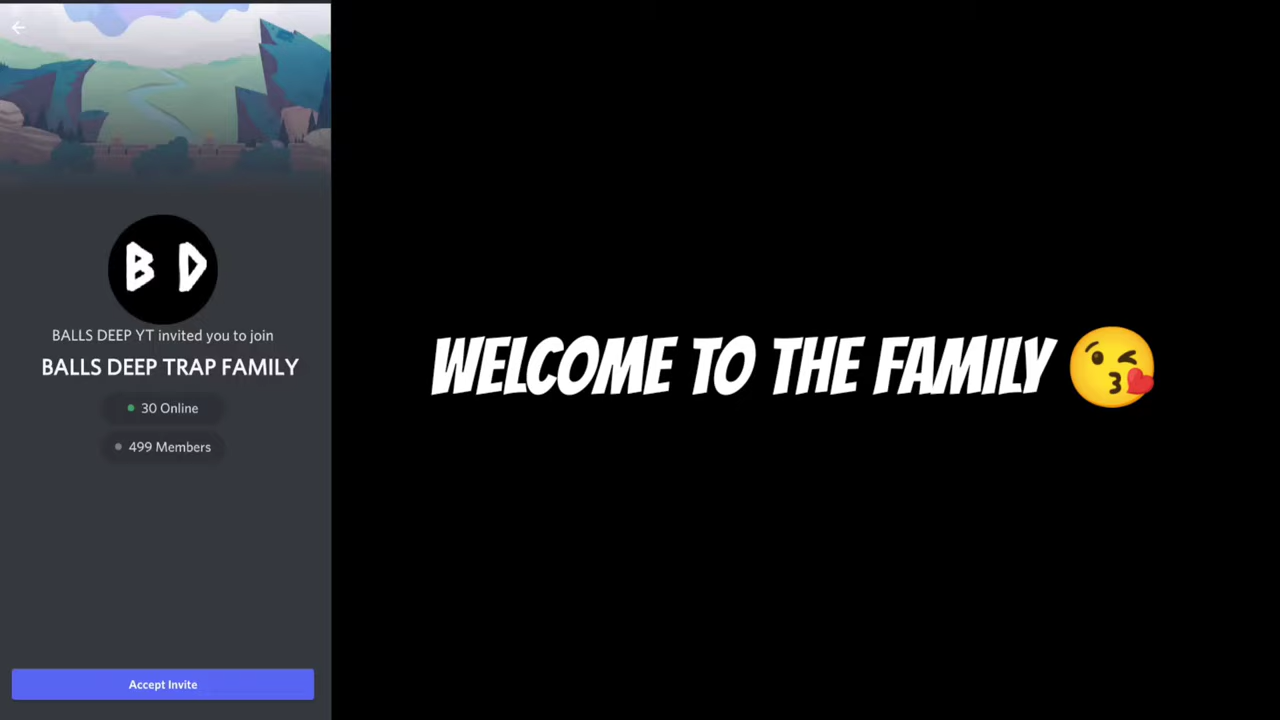 B D
BALLS DEEP YT invited you to join
BALLS DEEP TRAP FAMILY
30 Online
499 Members
Accept Invite
WELCOME TO THE FAMILY 😘